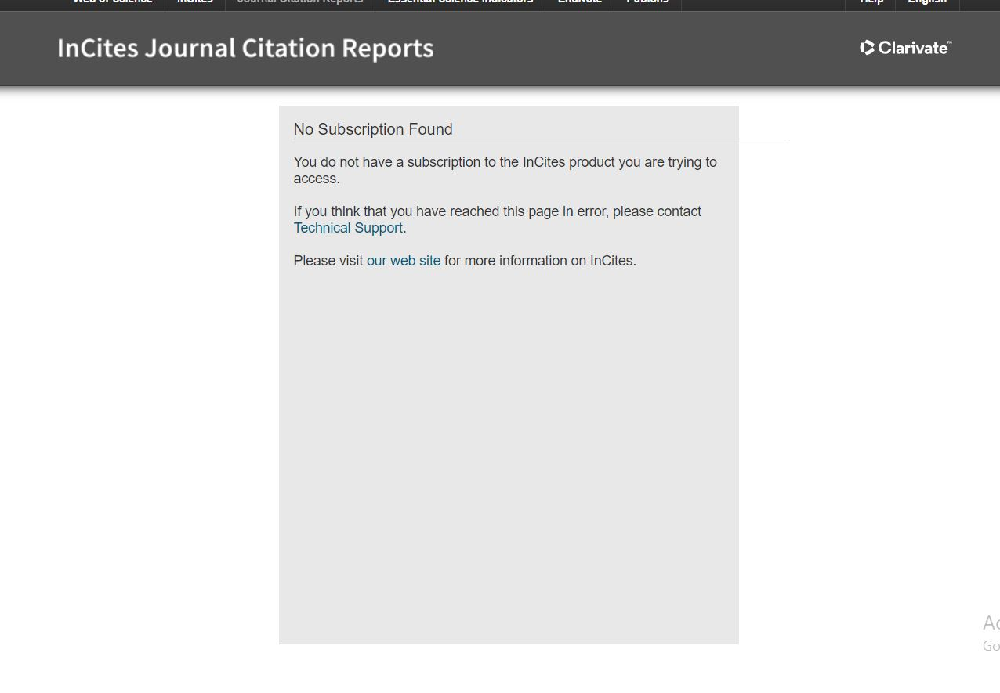 Web of Science InCites Journal Citation Reports Essential Science Indicators EndNote Publons Help English
InCites Journal Citation Reports
Clarivate™
No Subscription Found
You do not have a subscription to the InCites product you are trying to
access.
If you think that you have reached this page in error, please contact
Technical Support.
Please visit our web site for more information on InCites.
Ac
Go